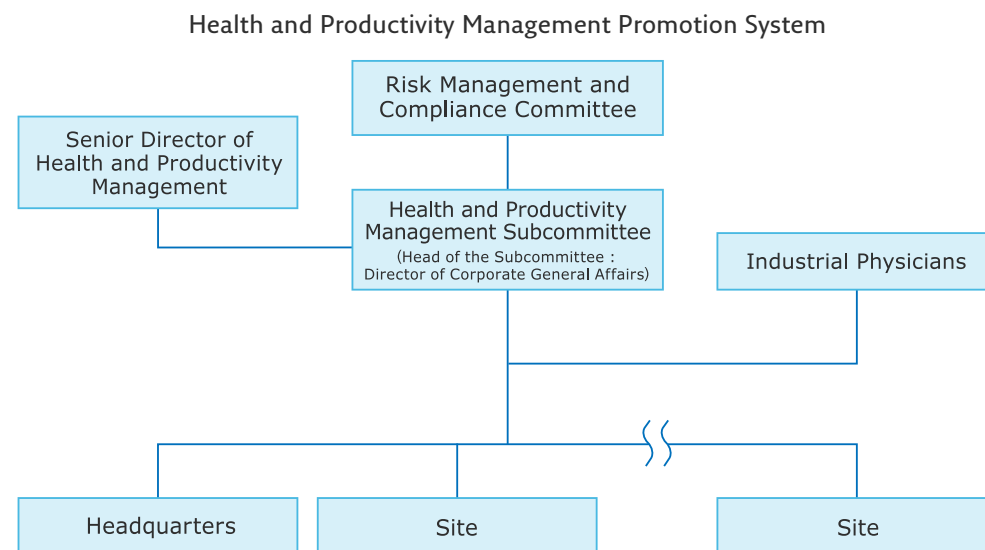 Health and Productivity Management Promotion System
Risk Management and
Compliance Committee
Senior Director of
Health and Productivity
Management
Health and Productivity
Management Subcommittee
(Head of the Subcommittee :
Director of Corporate General Affairs)
Industrial Physicians
Headquarters
Site
Site